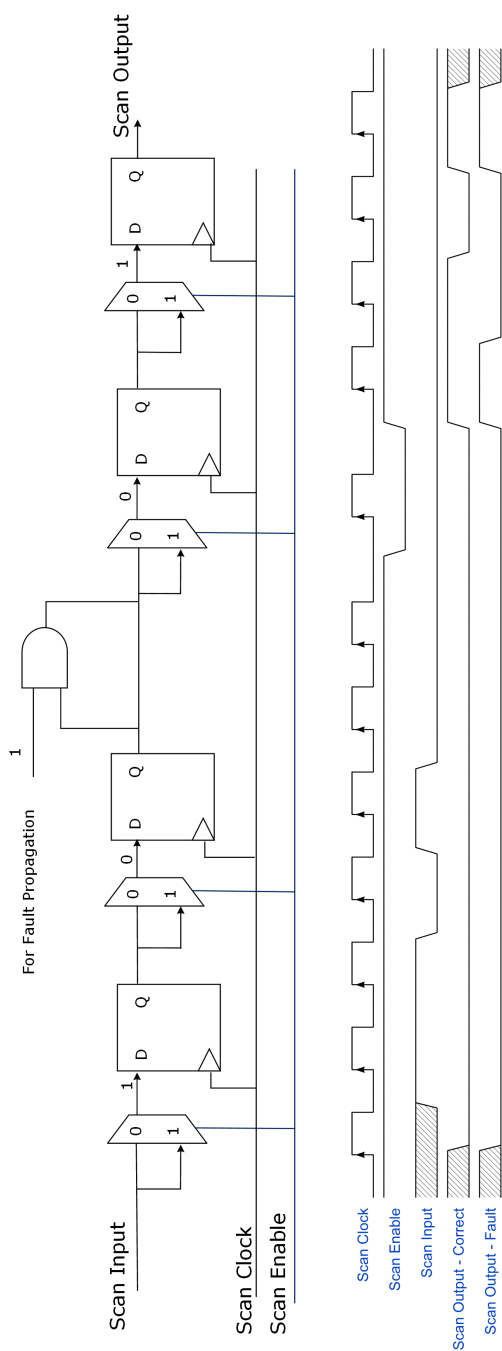 For Fault Propagation
1
Scan Input
0
1
1
D
Q
0
1
0
D
Q
0
1
0
D
Q
0
1
1
D
Q
Scan Output
Scan Clock
Scan Enable
Scan Clock
Scan Enable
Scan Input
Scan Output - Correct
Scan Output - Fault